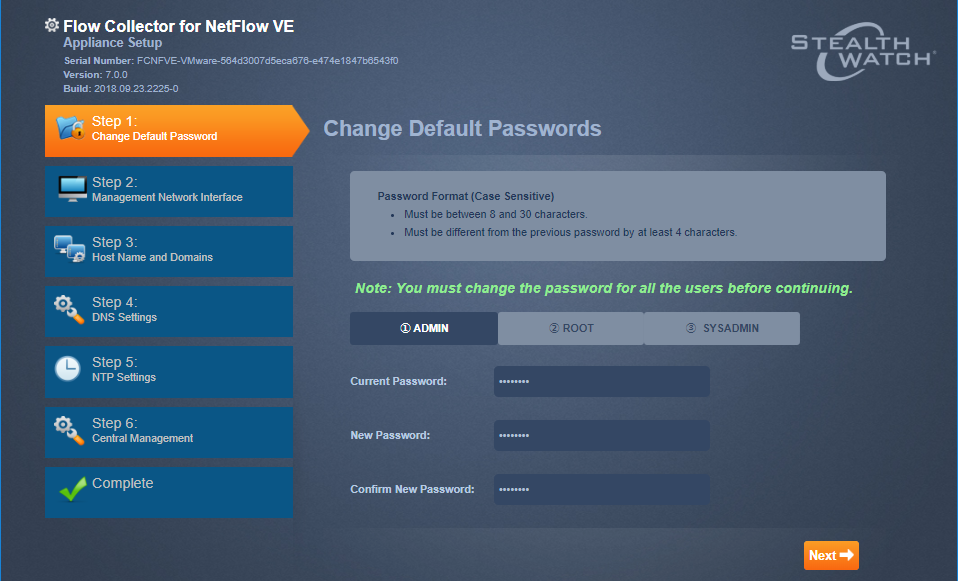 Flow Collector for NetFlow VE
Appliance Setup
Serial Number: FCNFVE-VMware-564d3007d5eca676-e474e1847b6543f0
Version: 7.0.0
Build: 2018.09.23.2225-0
STEALTH
WATCH
Step 1:
Change Default Password
Step 2:
Management Network Interface
Step 3:
Host Name and Domains
Step 4:
DNS Settings
Step 5:
NTP Settings
Step 6:
Central Management
Complete
Change Default Passwords
Password Format (Case Sensitive)
• Must be between 8 and 30 characters.
• Must be different from the previous password by at least 4 characters.
Note: You must change the password for all the users before continuing.
① ADMIN ② ROOT ③ SYSADMIN
Current Password: ••••••••
New Password: ••••••••
Confirm New Password: ••••••••
Next